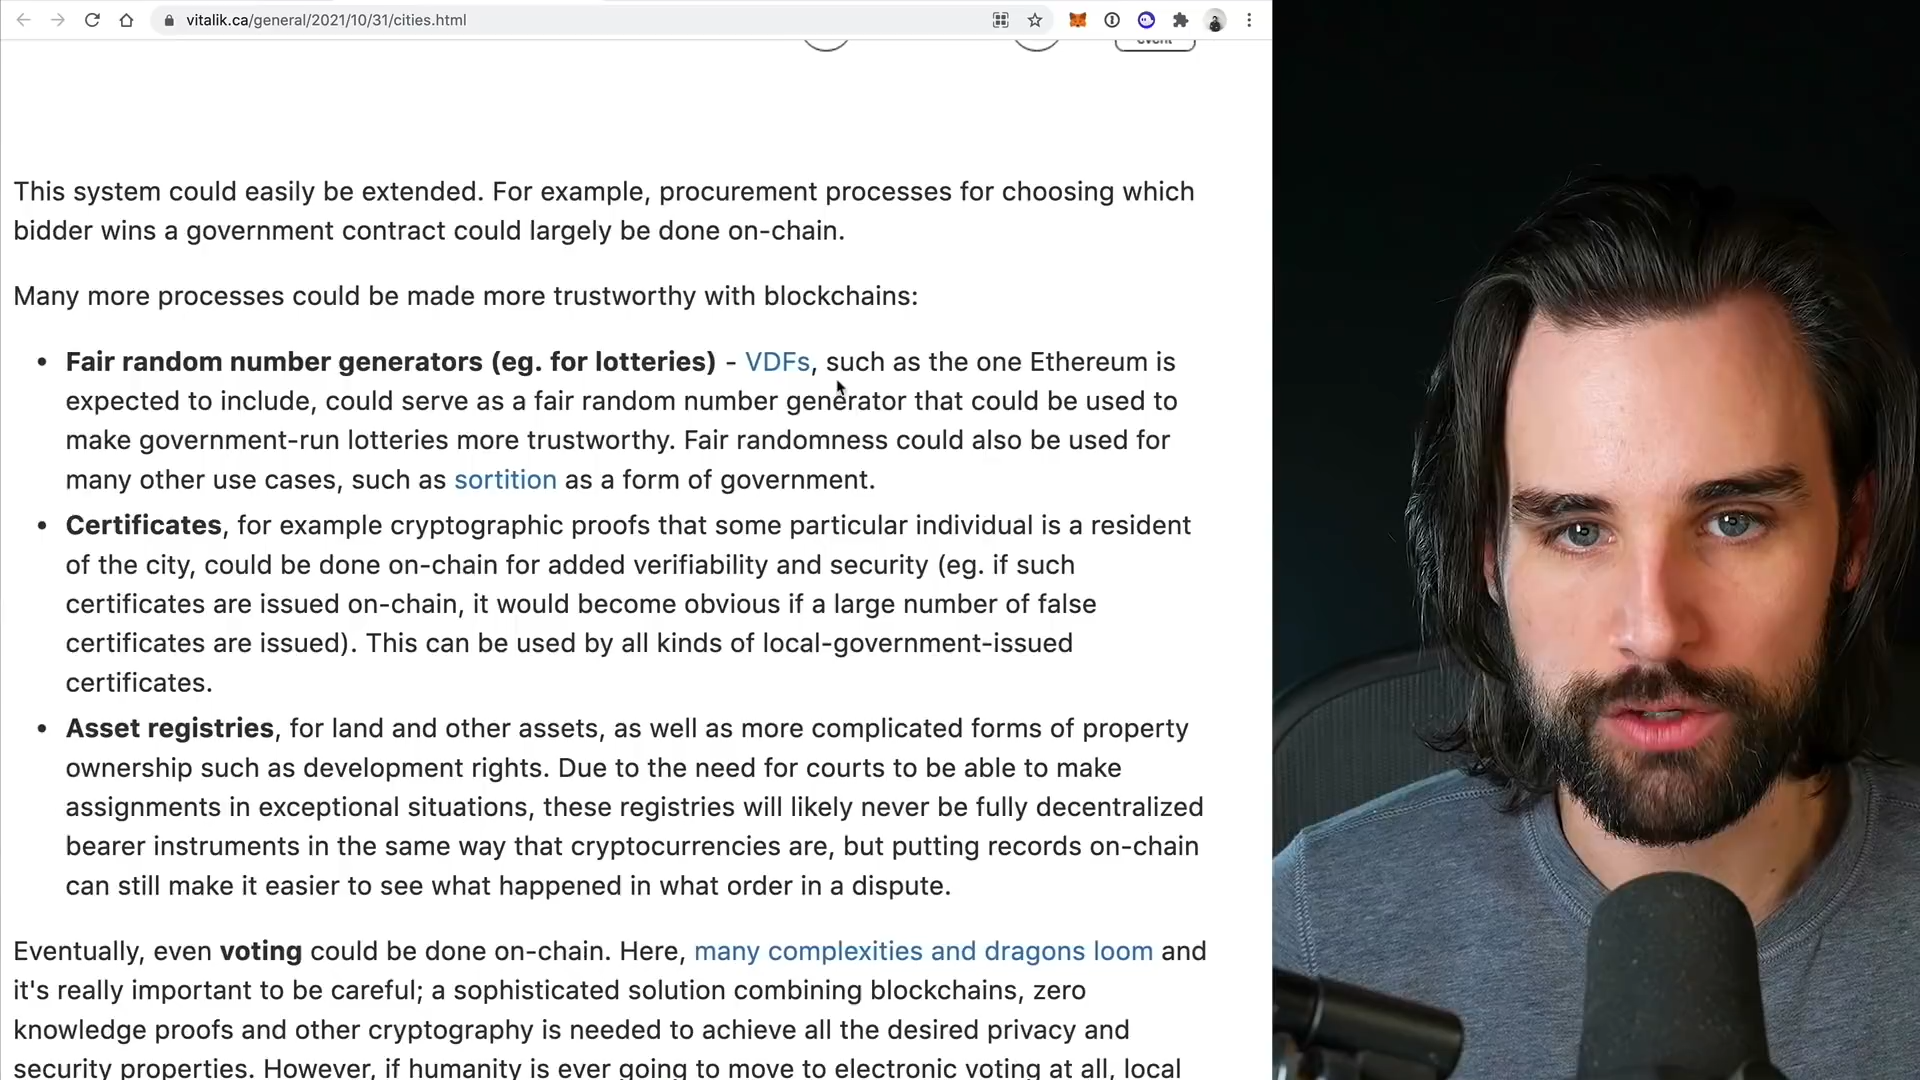 vitalik.ca/general/2021/10/31/cities.html
event
This system could easily be extended. For example, procurement processes for choosing which
bidder wins a government contract could largely be done on-chain.
Many more processes could be made more trustworthy with blockchains:
• Fair random number generators (eg. for lotteries) - VDFs, such as the one Ethereum is
expected to include, could serve as a fair random number generator that could be used to
make government-run lotteries more trustworthy. Fair randomness could also be used for
many other use cases, such as sortition as a form of government.
• Certificates, for example cryptographic proofs that some particular individual is a resident
of the city, could be done on-chain for added verifiability and security (eg. if such
certificates are issued on-chain, it would become obvious if a large number of false
certificates are issued). This can be used by all kinds of local-government-issued
certificates.
• Asset registries, for land and other assets, as well as more complicated forms of property
ownership such as development rights. Due to the need for courts to be able to make
assignments in exceptional situations, these registries will likely never be fully decentralized
bearer instruments in the same way that cryptocurrencies are, but putting records on-chain
can still make it easier to see what happened in what order in a dispute.
Eventually, even voting could be done on-chain. Here, many complexities and dragons loom and
it's really important to be careful; a sophisticated solution combining blockchains, zero
knowledge proofs and other cryptography is needed to achieve all the desired privacy and
security properties. However, if humanity is ever going to move to electronic voting at all, local